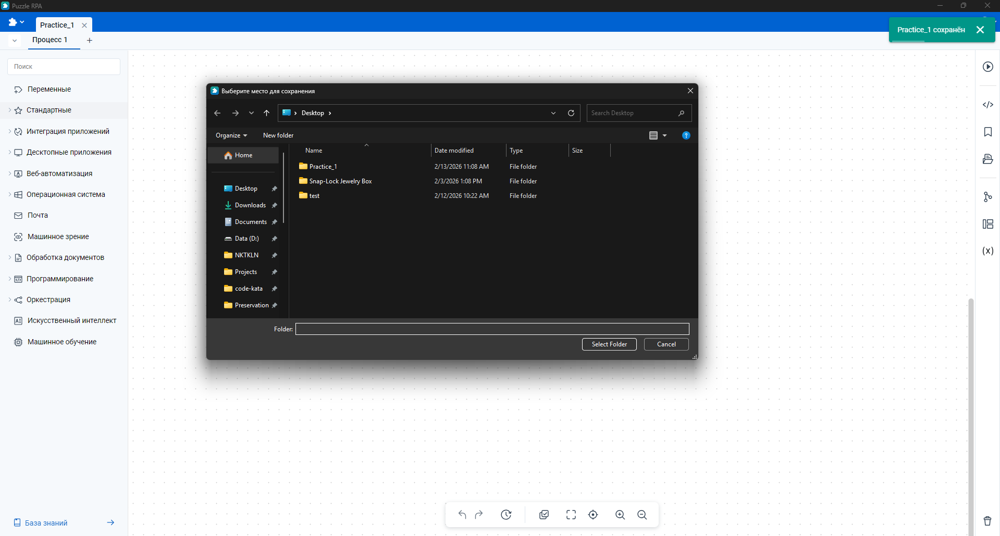 Puzzle RPA
Practice_1
Practice_1 сохранён
Процесс 1
Поиск
Переменные
Стандартные
Интеграция приложений
Десктопные приложения
Веб-автоматизация
Операционная система
Почта
Машинное зрение
Обработка документов
Программирование
Оркестрация
AI Искусственный интеллект
Машинное обучение
База знаний
Выберите место для сохранения
Desktop
Search Desktop
Organize
New folder
?
Home
Desktop
Downloads
Documents
Data (D:)
NKTKLN
Projects
code-kata
Preservation
Name Date modified Type Size
Practice_1 2/13/2026 11:08 AM File folder
Snap-Lock Jewelry Box 2/3/2026 1:08 PM File folder
test 2/12/2026 10:22 AM File folder
Folder:
Select Folder Cancel
</>
(x)